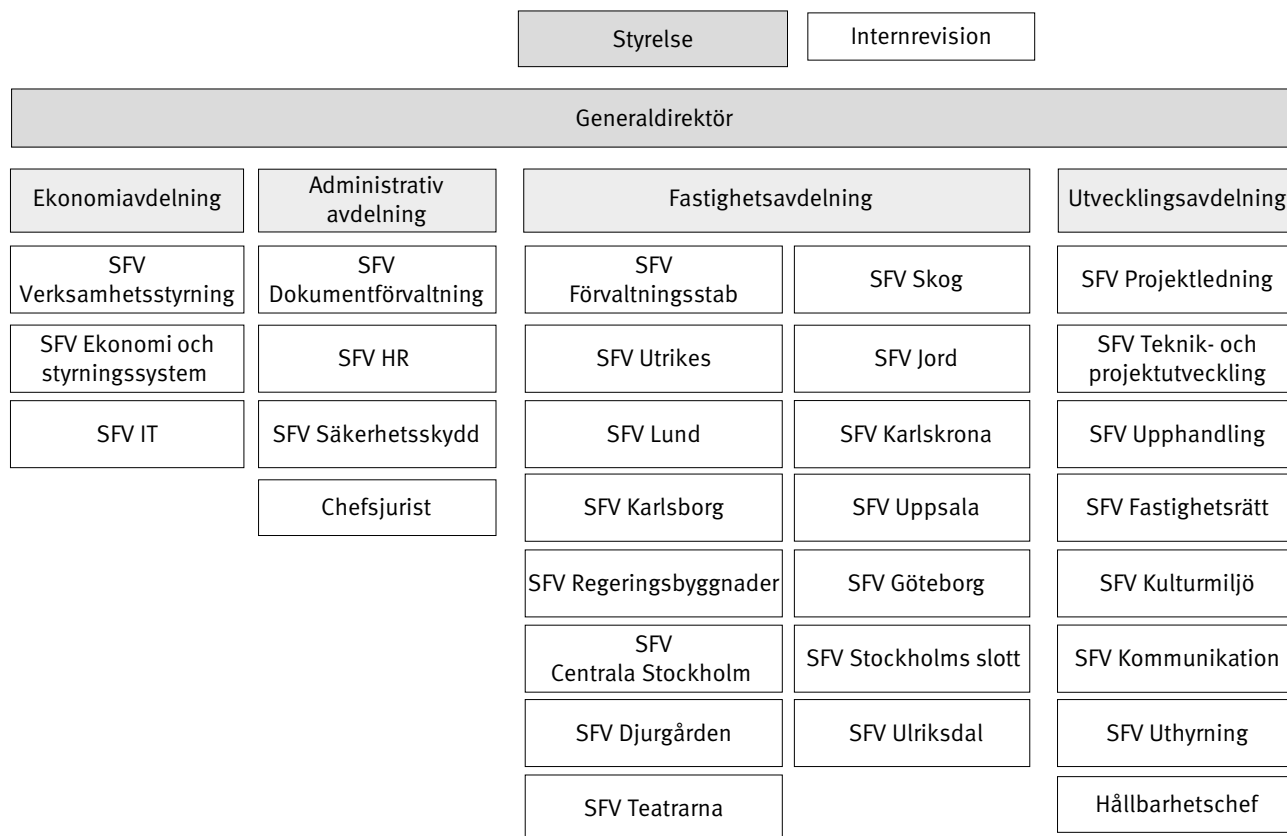 Styrelse
Internrevision
Generaldirektör
Ekonomiavdelning
SFV
Verksamhetsstyrning
SFV Ekonomi och
styrningssystem
SFV IT
Administrativ
avdelning
SFV
Dokumentförvaltning
SFV HR
SFV Säkerhetsskydd
Chefsjurist
Fastighetsavdelning
SFV
Förvaltningsstab
SFV Utrikes
SFV Lund
SFV Karlsborg
SFV Regeringsbyggnader
SFV
Centrala Stockholm
SFV Djurgården
SFV Teatrarna
SFV Skog
SFV Jord
SFV Karlskrona
SFV Uppsala
SFV Göteborg
SFV Stockholms slott
SFV Ulriksdal
Utvecklingsavdelning
SFV Projektledning
SFV Teknik- och
projektutveckling
SFV Upphandling
SFV Fastighetsrätt
SFV Kulturmiljö
SFV Kommunikation
SFV Uthyrning
Hållbarhetschef